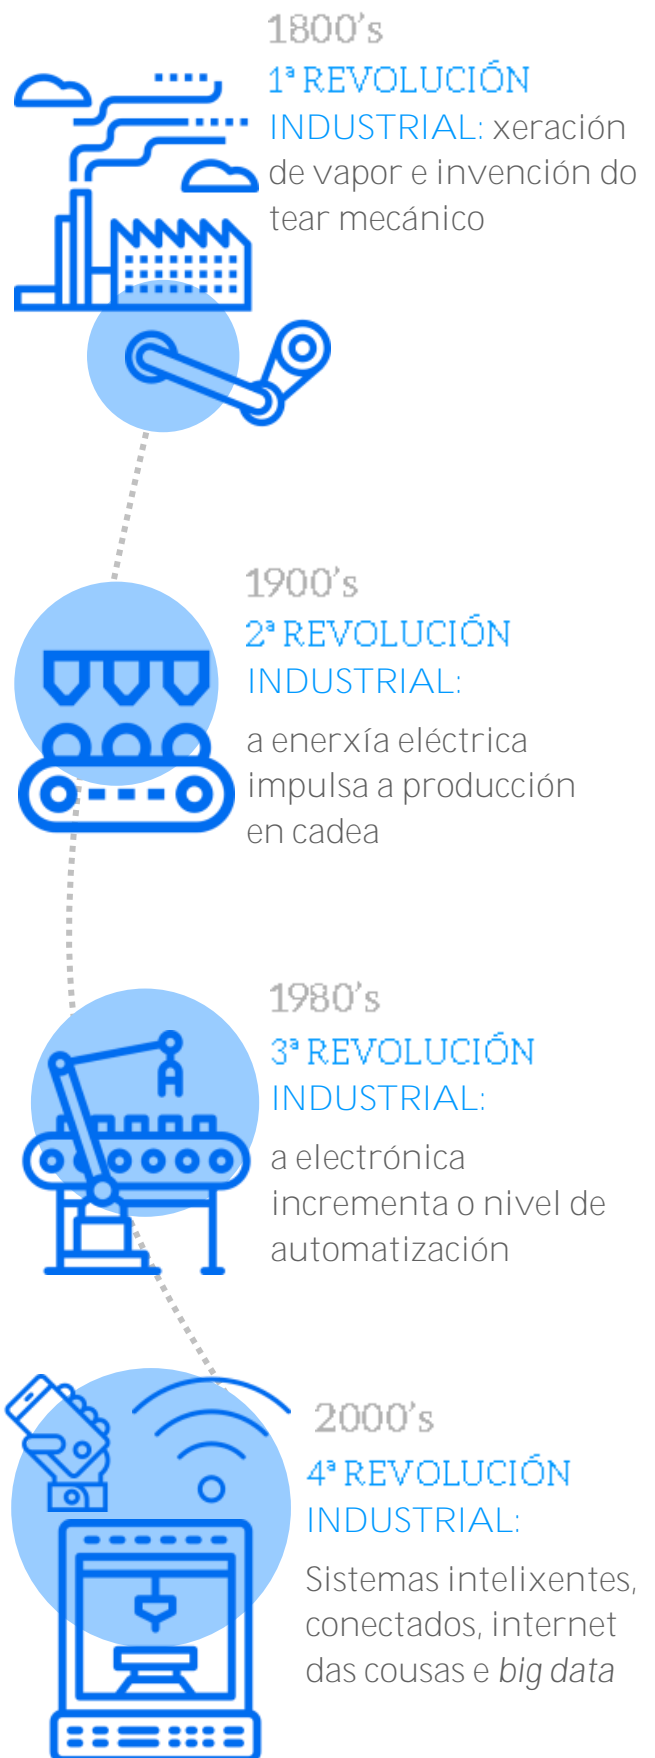 1800's
1ª REVOLUCIÓN
INDUSTRIAL: xeración
de vapor e invención do
tear mecánico
1900's
2ª REVOLUCIÓN
INDUSTRIAL:
a enerxía eléctrica
impulsa a producción
en cadea
1980's
3ª REVOLUCIÓN
INDUSTRIAL:
a electrónica
incrementa o nivel de
automatización
2000's
4ª REVOLUCIÓN
INDUSTRIAL:
Sistemas intelixentes,
conectados, internet
das cousas e big data